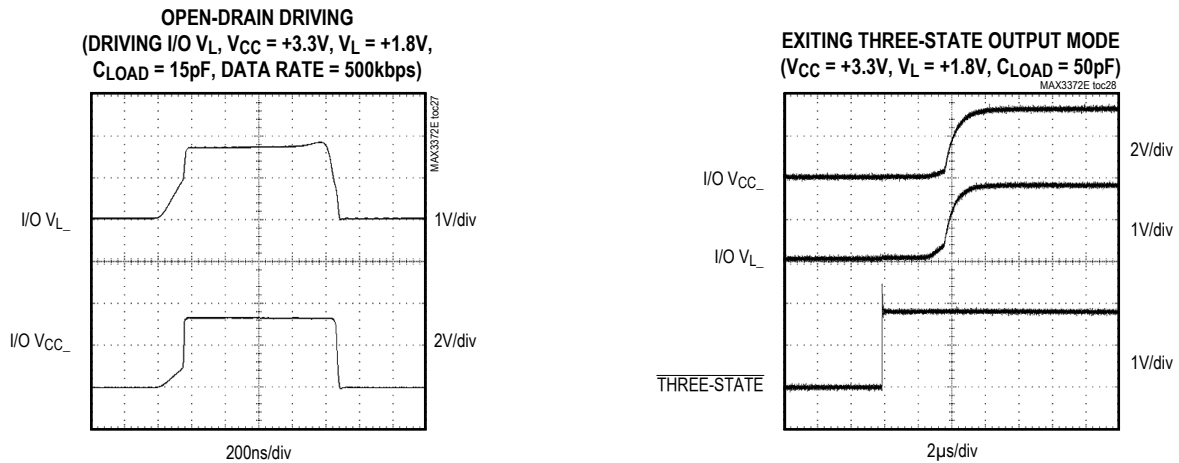 OPEN-DRAIN DRIVING
(DRIVING I/O VL, VCC = +3.3V, VL = +1.8V,
CLOAD = 15pF, DATA RATE = 500kbps)
MAX3372E toc27
I/O VL_
1V/div
I/O VCC_
2V/div
200ns/div
EXITING THREE-STATE OUTPUT MODE
(VCC = +3.3V, VL = +1.8V, CLOAD = 50pF)
MAX3372E toc28
I/O VCC_
2V/div
I/O VL_
1V/div
THREE-STATE
1V/div
2µs/div